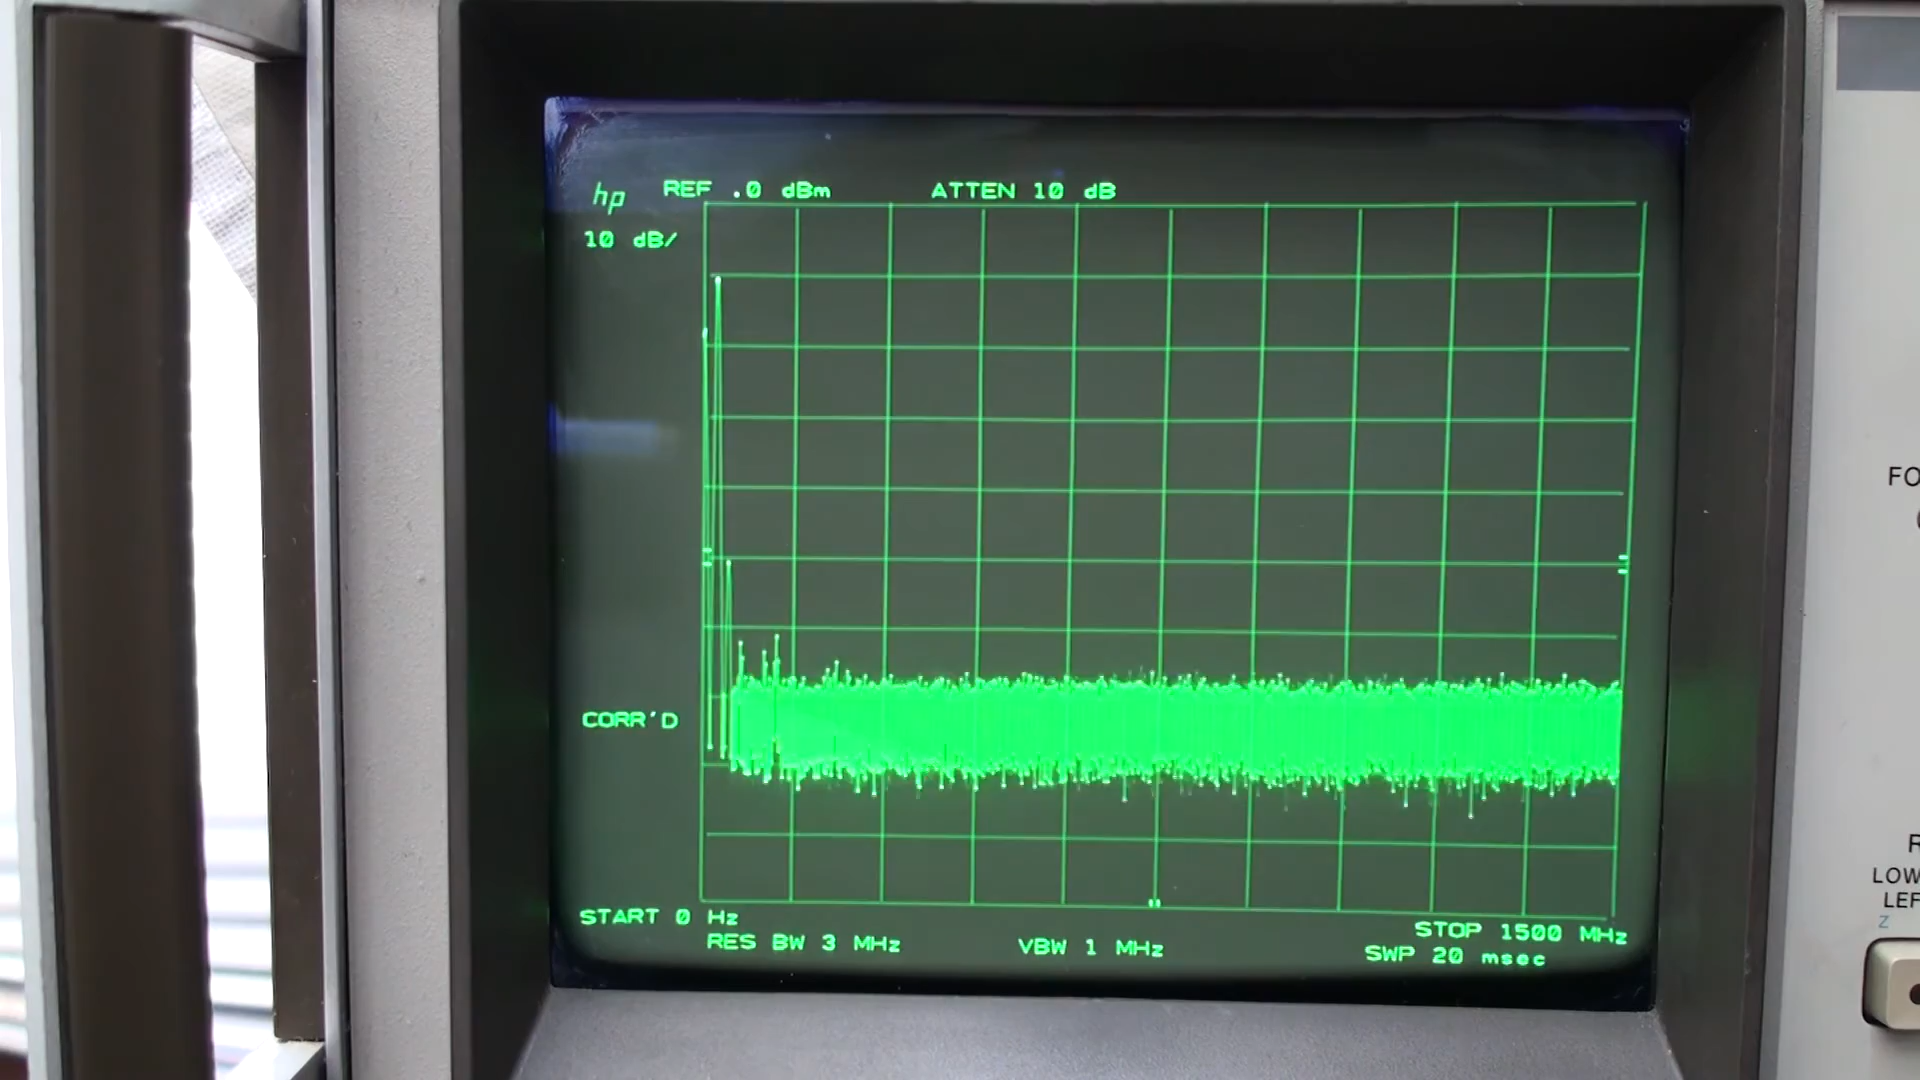 hp REF .0 dBm ATTEN 10 dB
10 dB/
CORR'D
START 0 Hz STOP 1500 MHz
RES BW 3 MHz VBW 1 MHz SWP 20 msec
FO
R
LOW
LEF
Z